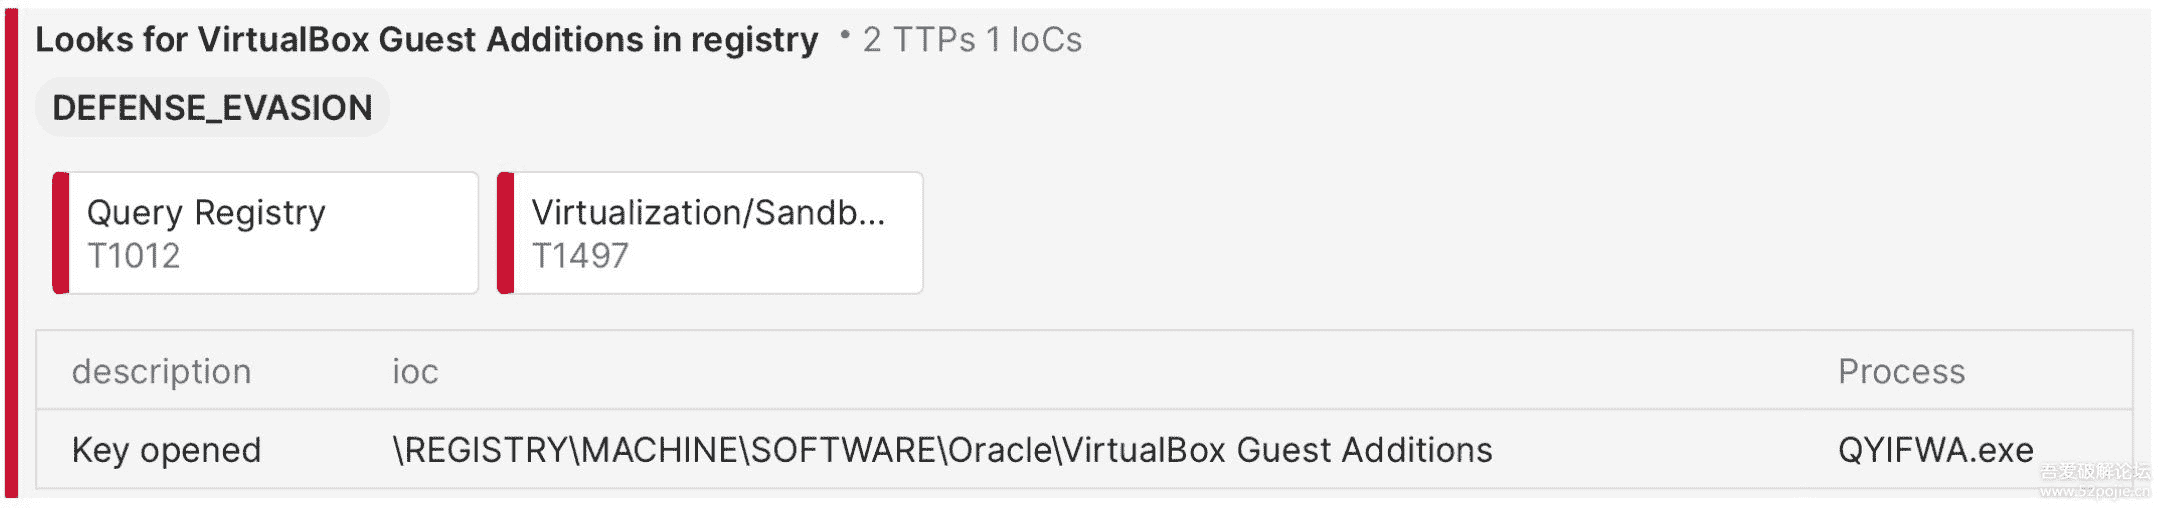 Looks for VirtualBox Guest Additions in registry • 2 TTPs 1 IoCs
DEFENSE_EVASION
Query Registry
T1012
Virtualization/Sandb...
T1497
description ioc Process
Key opened \REGISTRY\MACHINE\SOFTWARE\Oracle\VirtualBox Guest Additions QYIFWA.exe
吾爱破解论坛
www.52pojie.cn